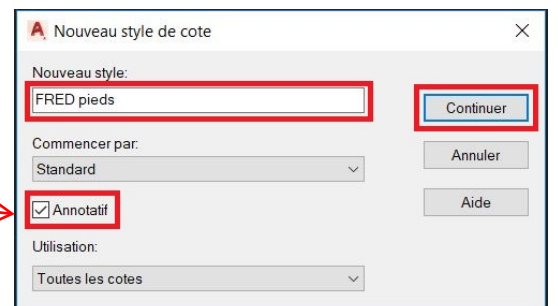 Nouveau style de cote
Nouveau style:
FRED pieds
Continuer
Commencer par:
Standard
Annuler
Annotatif
Aide
Utilisation:
Toutes les cotes